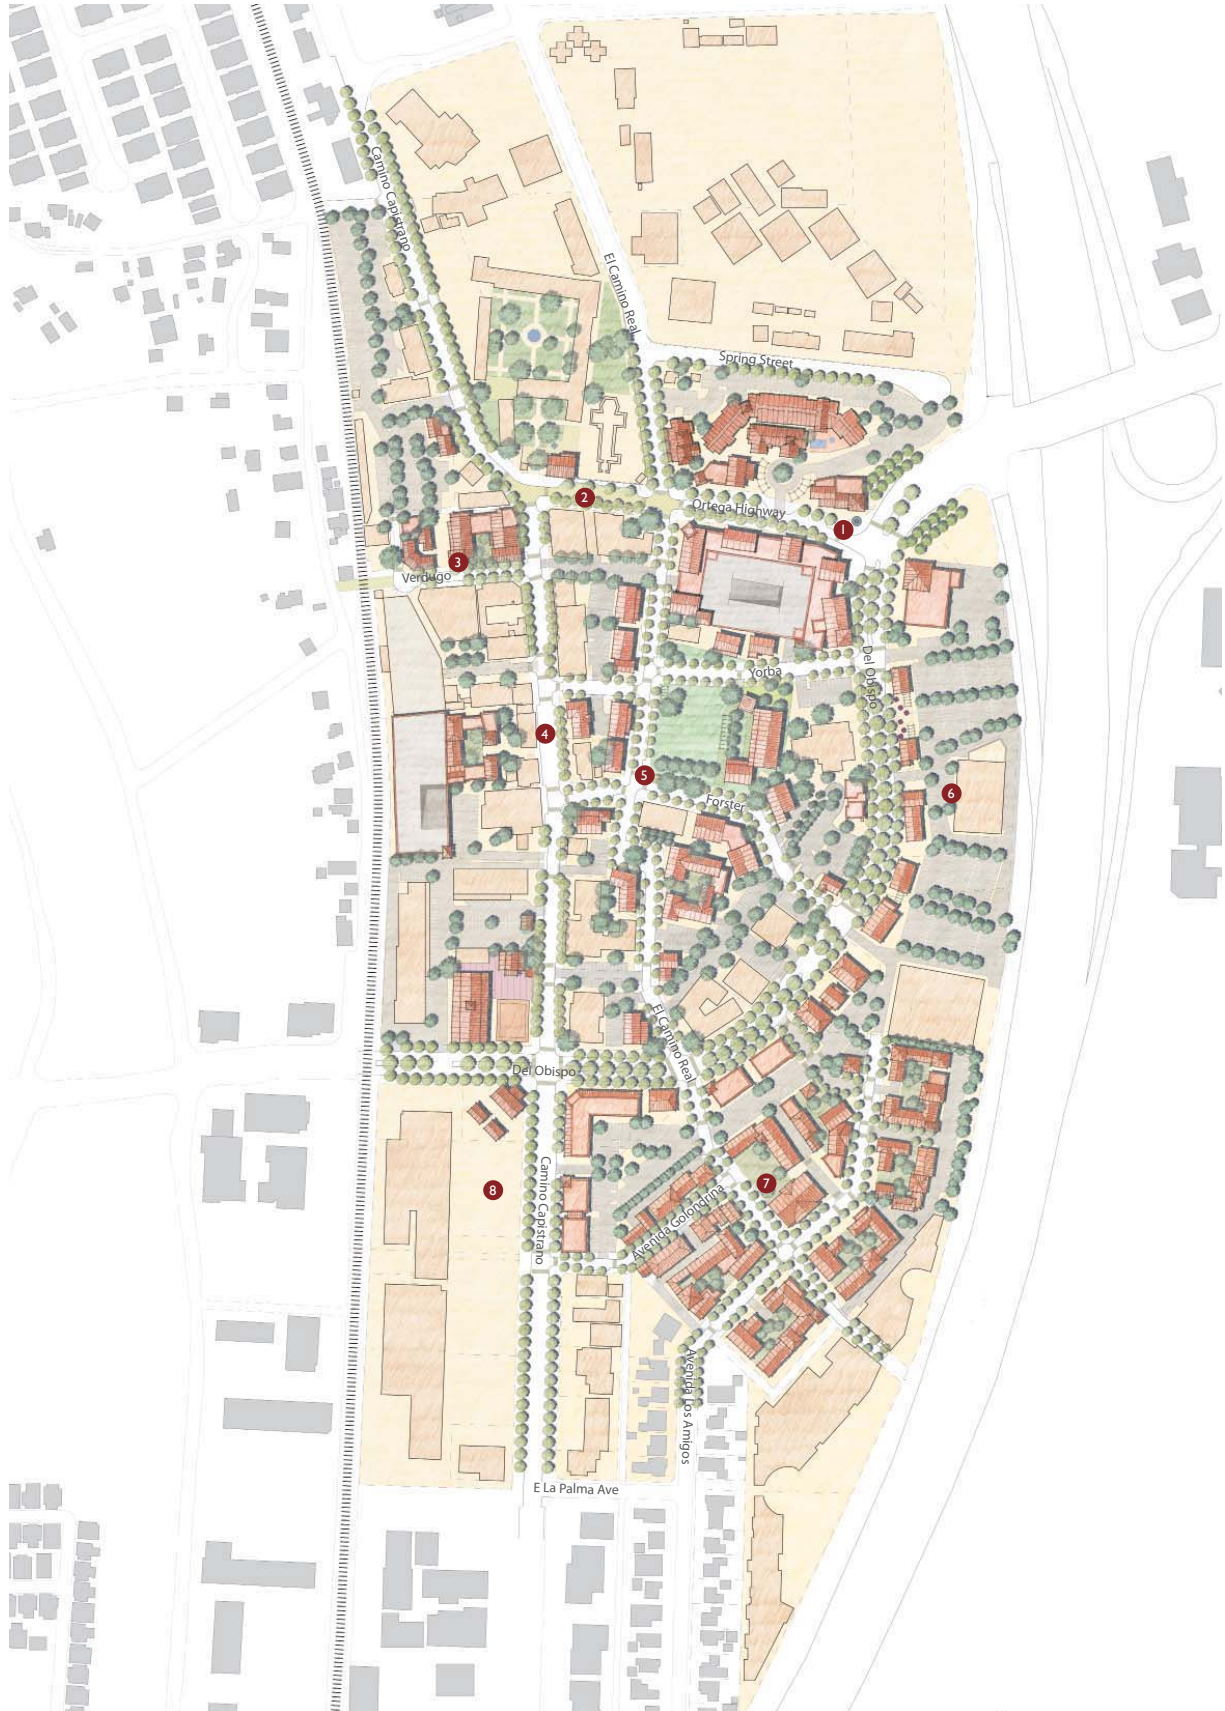 Camino Capistrano
El Camino Real
Spring Street
2
Ortega Highway
1
3
Verdugo
Yorba
Del Obispo
4
5
6
Forster
El Camino Real
Del Obispo
7
8
Camino Capistrano
Avenida Golondrina
Avenida Los Amigos
E La Palma Ave